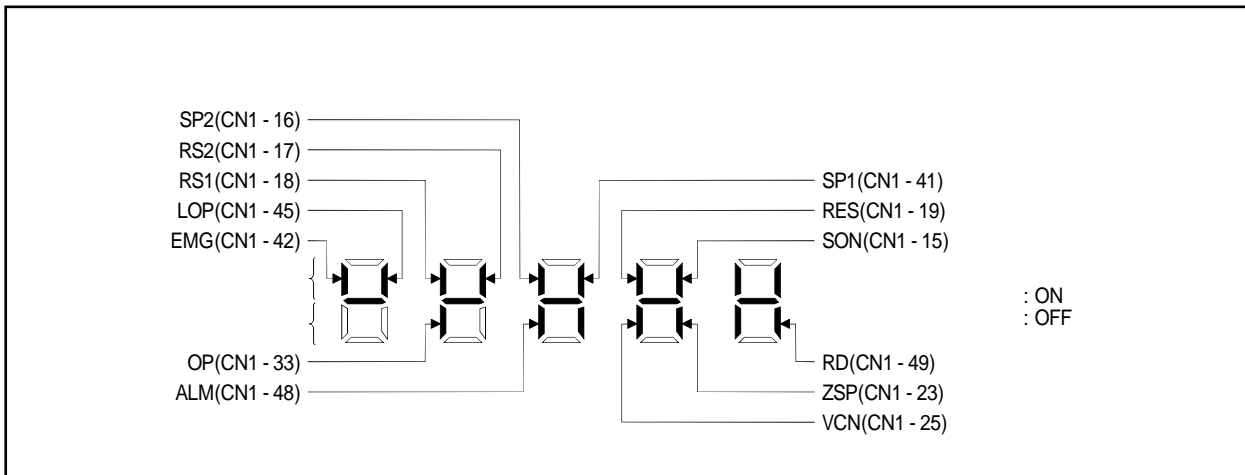 SP2(CN1 - 16)
RS2(CN1 - 17)
RS1(CN1 - 18)
LOP(CN1 - 45)
EMG(CN1 - 42)
SP1(CN1 - 41)
RES(CN1 - 19)
SON(CN1 - 15)
: ON
: OFF
OP(CN1 - 33)
ALM(CN1 - 48)
RD(CN1 - 49)
ZSP(CN1 - 23)
VCN(CN1 - 25)